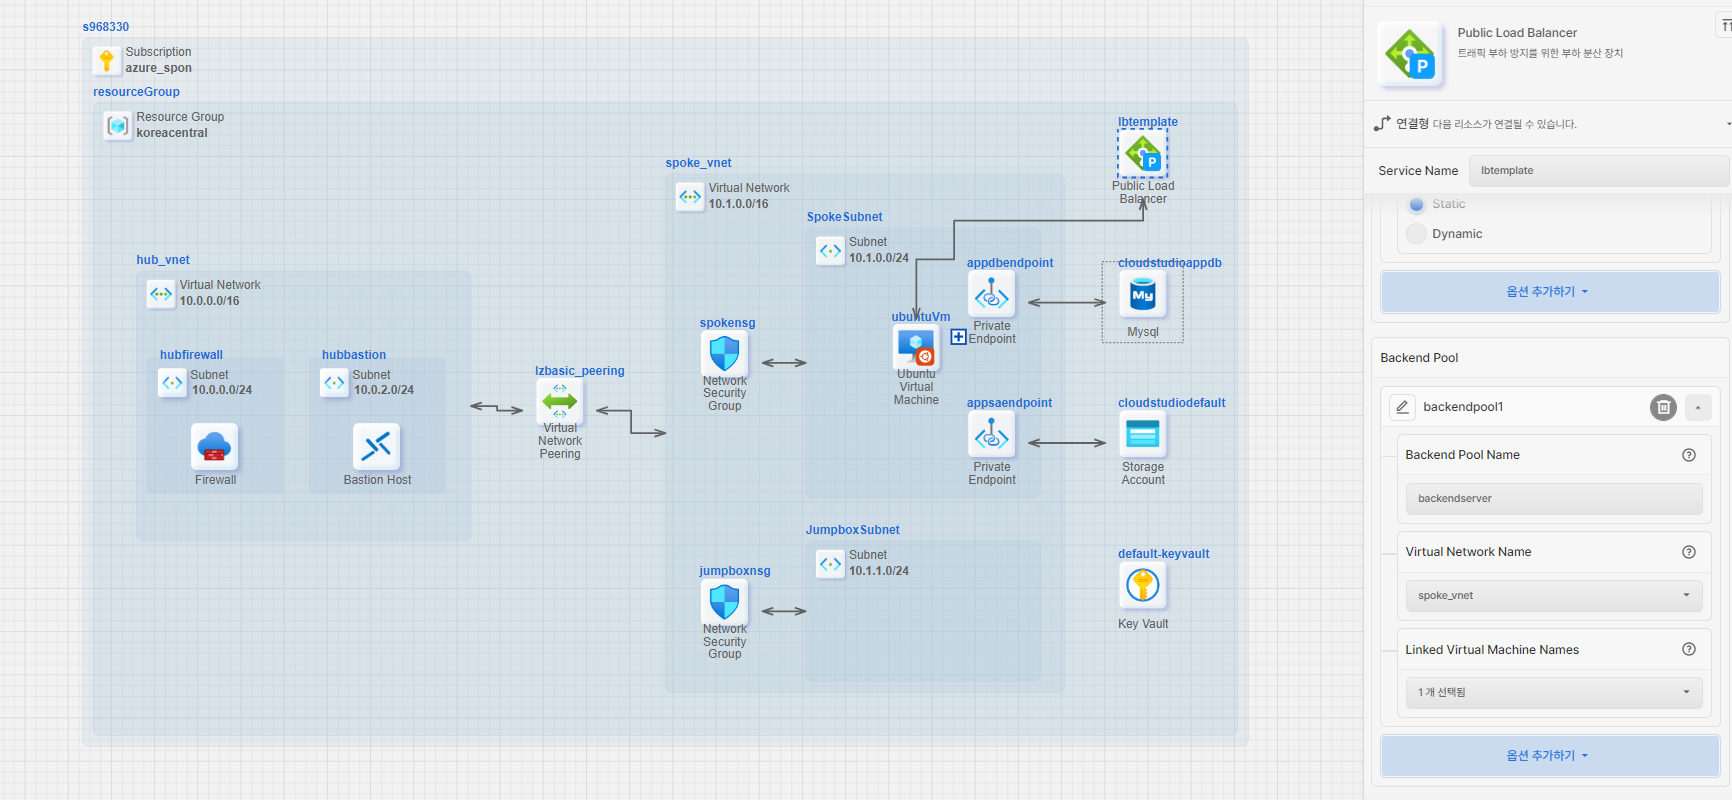 s968330
Subscription
azure_spon
resourceGroup
Resource Group
koreacentral
hub_vnet
Virtual Network
10.0.0.0/16
hubfirewall
Subnet
10.0.0.0/24
Firewall
hubbastion
Subnet
10.0.2.0/24
Bastion Host
lzbasic_peering
Virtual
Network
Peering
spoke_vnet
Virtual Network
10.1.0.0/16
spokensg
Network
Security
Group
SpokeSubnet
Subnet
10.1.0.0/24
ubuntuVm
Ubuntu
Virtual
Machine
appdbendpoint
Private
Endpoint
appsaendpoint
Private
Endpoint
jumpboxnsg
Network
Security
Group
JumpboxSubnet
Subnet
10.1.1.0/24
lbtemplate
P
Public Load
Balancer
cloudstudioappdb
My
Mysql
cloudstudiodefault
Storage
Account
default-keyvault
Key Vault
P
Public Load Balancer
트래픽 부하 방지를 위한 부하 분산 장치
연결형 다음 리소스가 연결될 수 있습니다.
Service Name
lbtemplate
Static
Dynamic
옵션 추가하기
Backend Pool
backendpool1
Backend Pool Name
backendserver
Virtual Network Name
spoke_vnet
Linked Virtual Machine Names
1 개 선택됨
옵션 추가하기